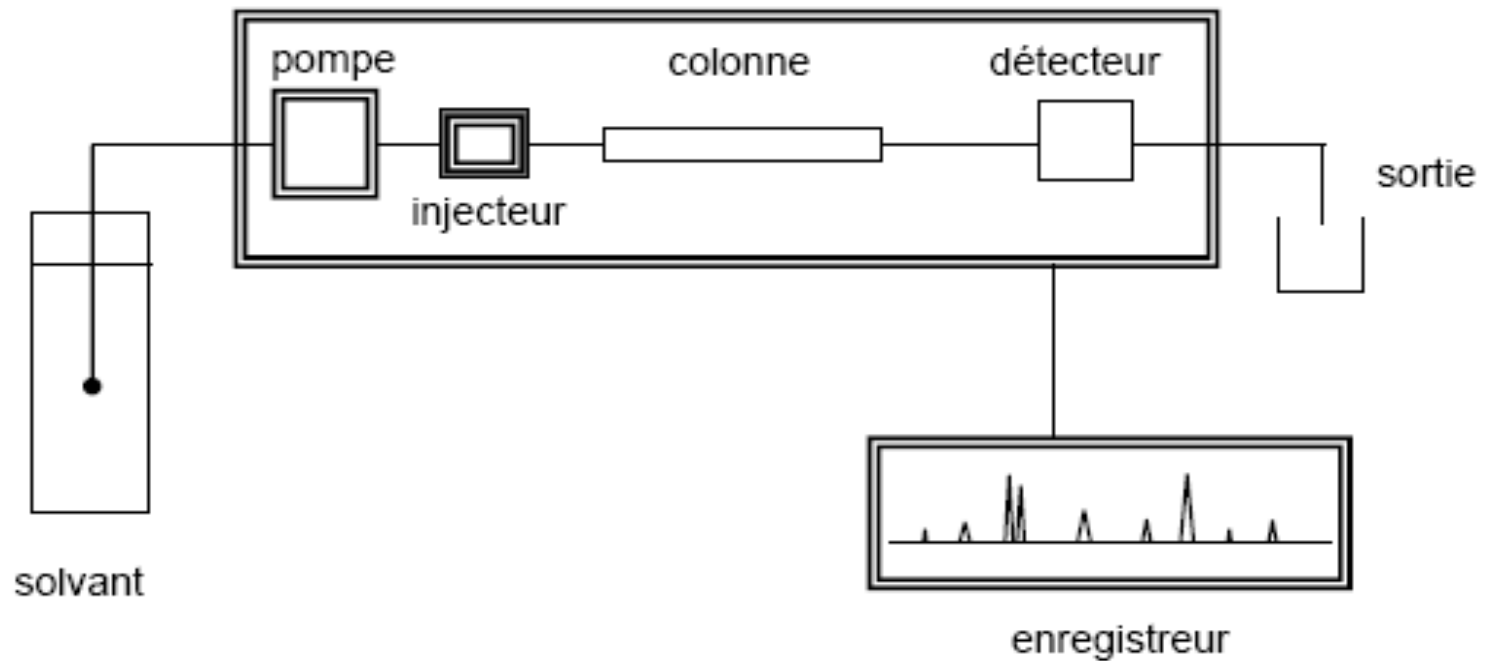 pompe
colonne
détecteur
sortie
injecteur
solvant
enregistreur